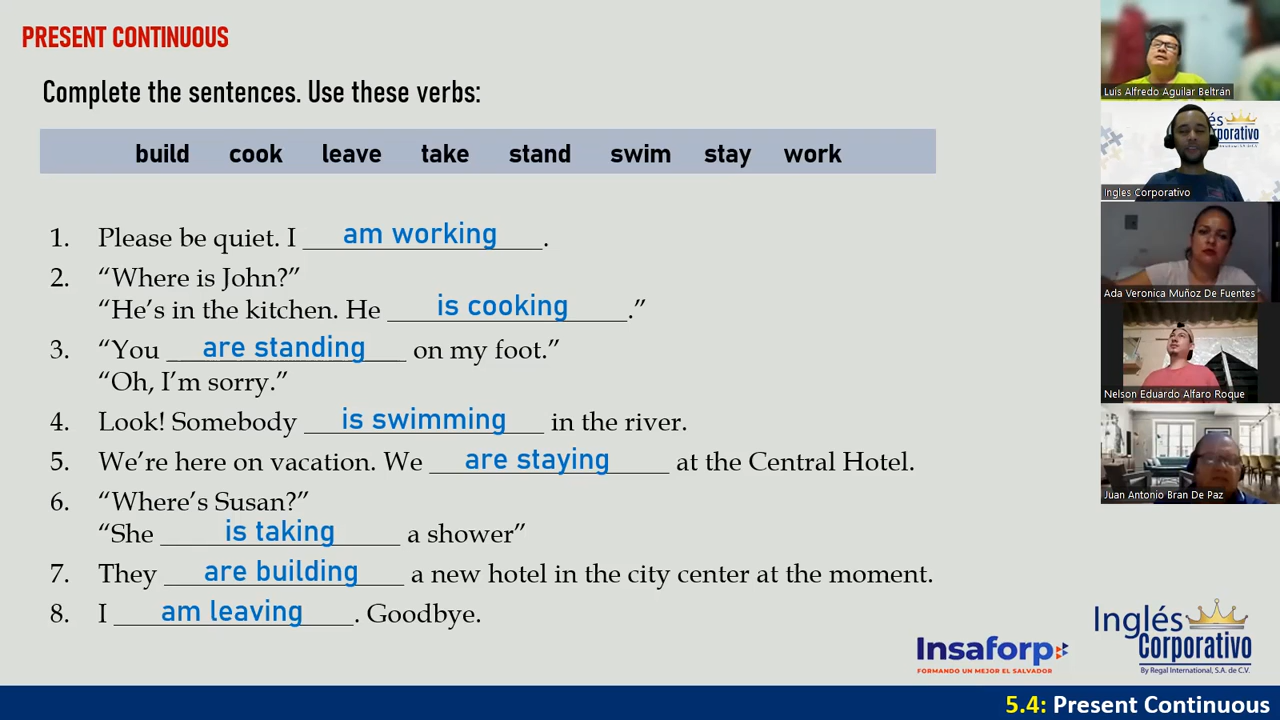 PRESENT CONTINUOUS
Complete the sentences. Use these verbs:
build cook leave take stand swim stay work
1. Please be quiet. I am working.
2. “Where is John?”
“He’s in the kitchen. He is cooking.”
3. “You are standing on my foot.”
“Oh, I’m sorry.”
4. Look! Somebody is swimming in the river.
5. We’re here on vacation. We are staying at the Central Hotel.
6. “Where’s Susan?”
“She is taking a shower”
7. They are building a new hotel in the city center at the moment.
8. I am leaving. Goodbye.
Insaforp
FORMANDO UN MEJOR EL SALVADOR
Inglés
Corporativo
By Regal International, S.A. de C.V.
5.4: Present Continuous
Luis Alfredo Aguilar Beltrán
Ingles Corporativo
Ada Veronica Muñoz De Fuentes
Nelson Eduardo Alfaro Roque
Juan Antonio Bran De Paz